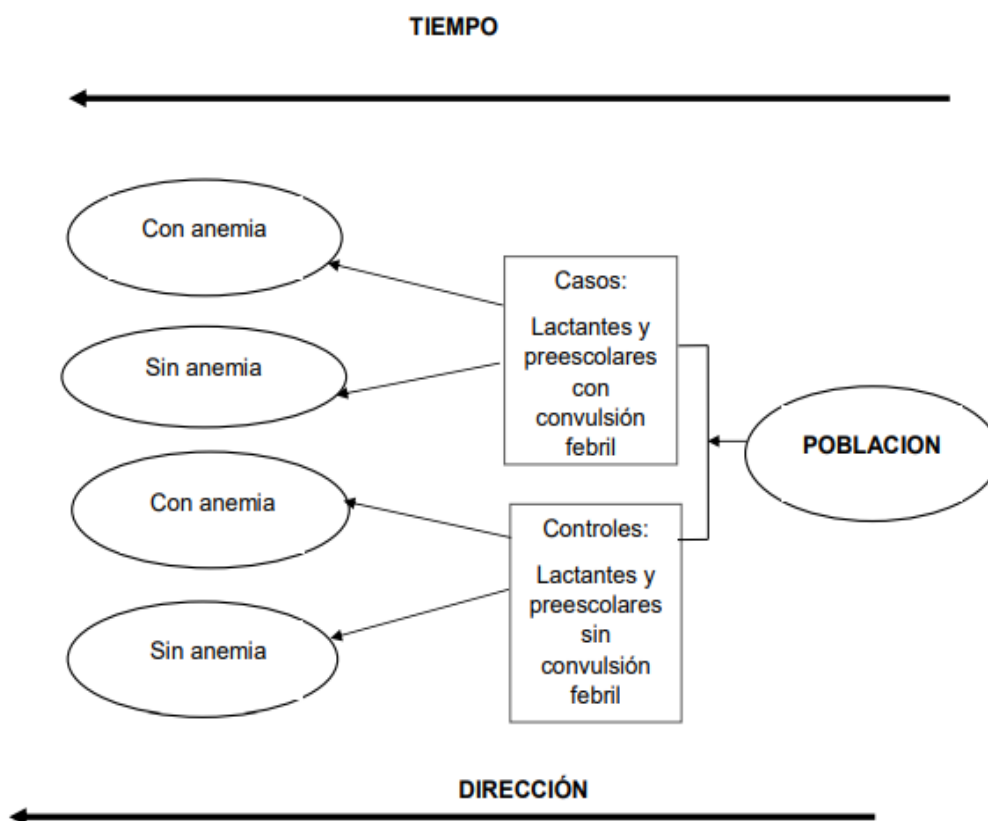 TIEMPO
Con anemia
Sin anemia
Con anemia
Sin anemia
Casos:
Lactantes y
preescolares
con
convulsión
febril
Controles:
Lactantes y
preescolares
sin
convulsión
febril
POBLACION
DIRECCIÓN